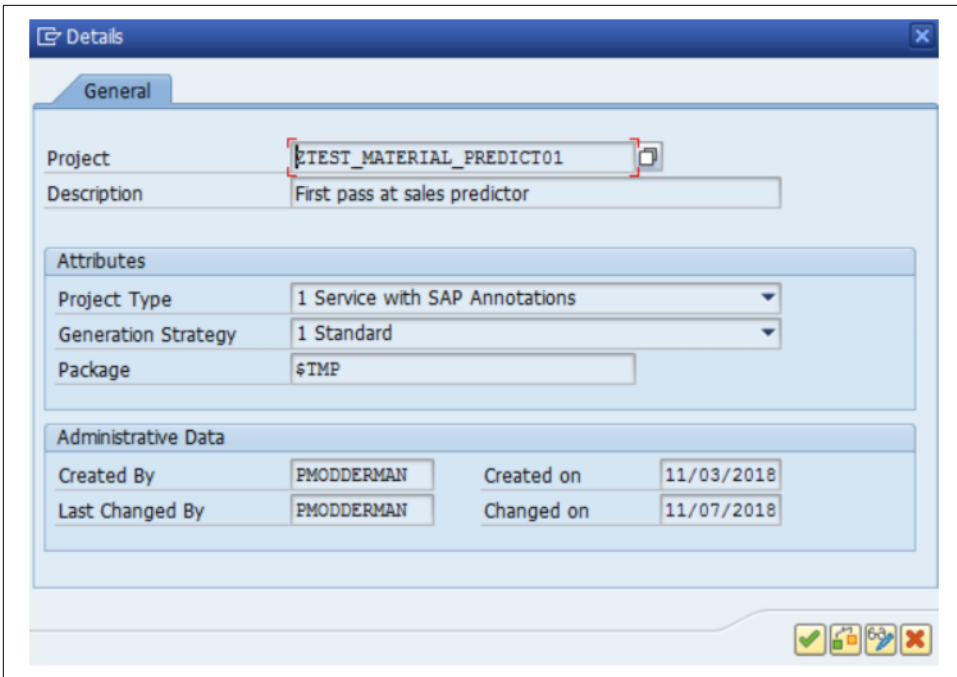 Details
General
Project ZTEST_MATERIAL_PREDICT01
Description First pass at sales predictor
Attributes
Project Type 1 Service with SAP Annotations
Generation Strategy 1 Standard
Package $TMP
Administrative Data
Created By PMODDERMAN Created on 11/03/2018
Last Changed By PMODDERMAN Changed on 11/07/2018